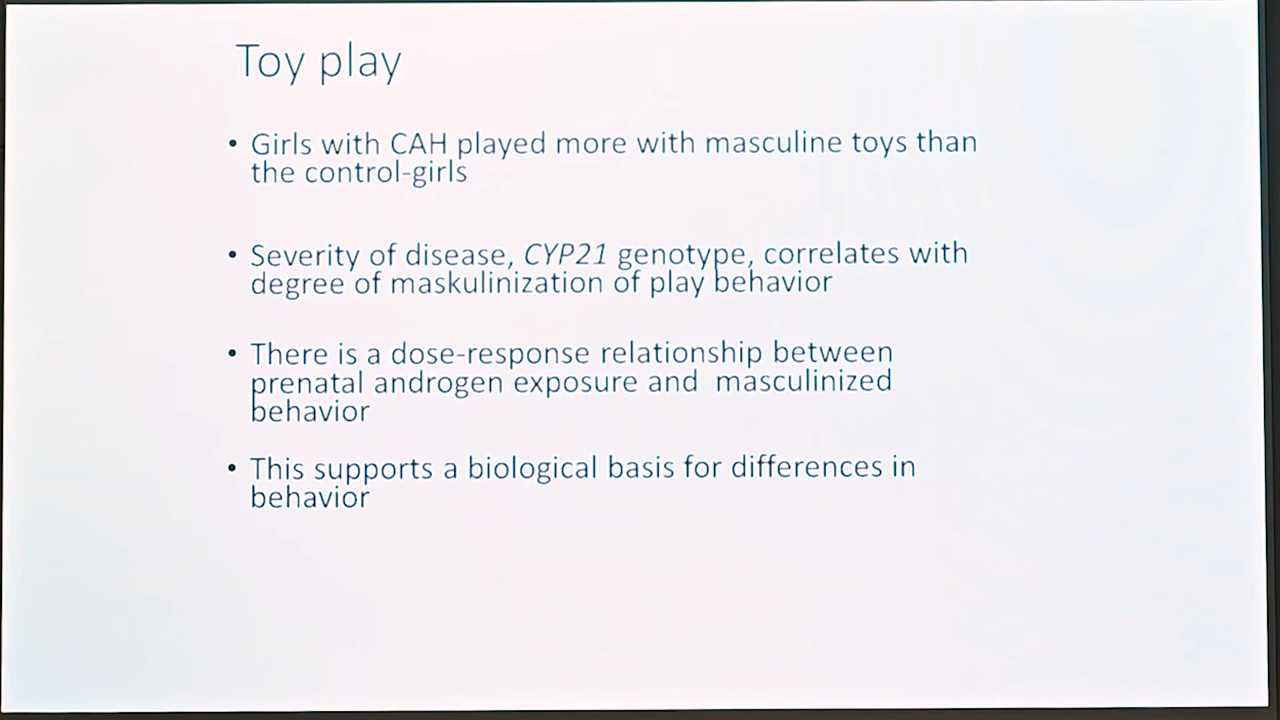 Toy play
• Girls with CAH played more with masculine toys than
the control-girls
• Severity of disease, CYP21 genotype, correlates with
degree of maskulinization of play behavior
• There is a dose-response relationship between
prenatal androgen exposure and  masculinized
behavior
• This supports a biological basis for differences in
behavior